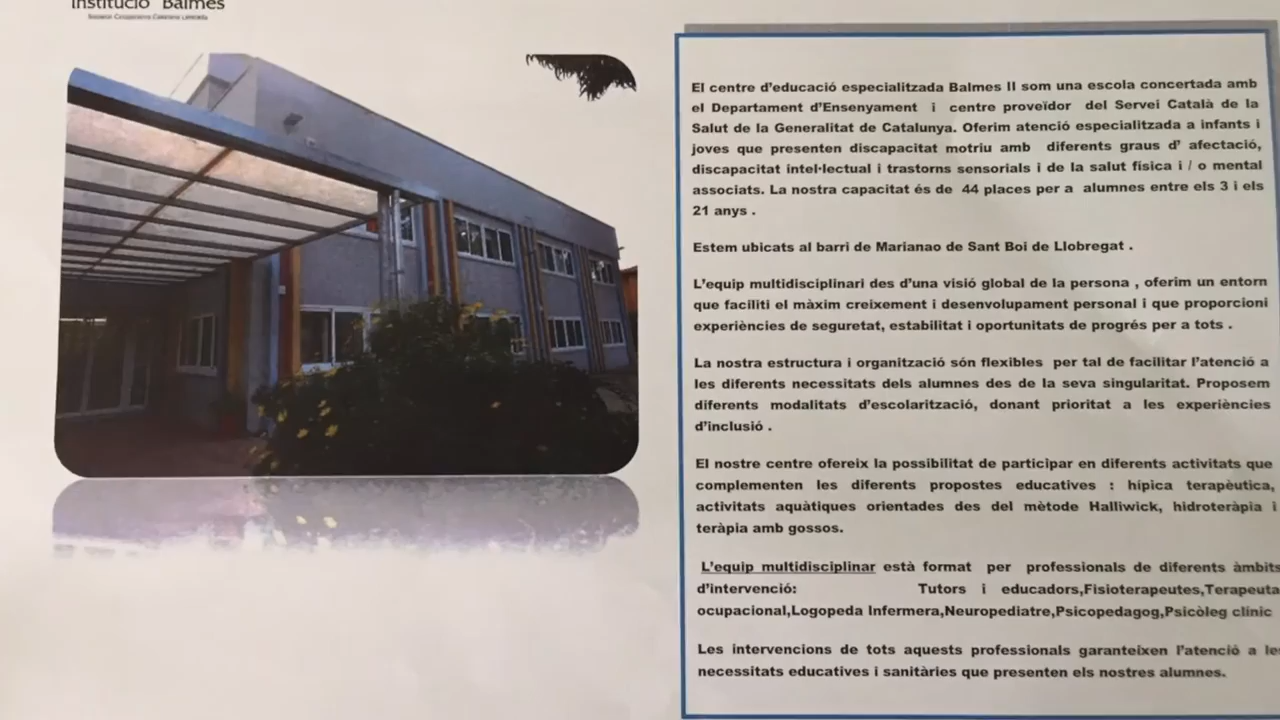 Institució Balmes
El centre d'educació especialitzada Balmes II som una escola concertada amb
el Departament d'Ensenyament i centre proveïdor del Servei Català de la
Salut de la Generalitat de Catalunya. Oferim atenció especialitzada a infants i
joves que presenten discapacitat motriu amb diferents graus d' afectació,
discapacitat intel·lectual i trastorns sensorials i de la salut física i / o mental
associats. La nostra capacitat és de 44 places per a alumnes entre els 3 i els
21 anys .
Estem ubicats al barri de Marianao de Sant Boi de Llobregat .
L'equip multidisciplinari des d'una visió global de la persona , oferim un entorn
que faciliti el màxim creixement i desenvolupament personal i que proporcioni
experiències de seguretat, estabilitat i oportunitats de progrés per a tots .
La nostra estructura i organització són flexibles per tal de facilitar l'atenció a
les diferents necessitats dels alumnes des de la seva singularitat. Proposem
diferents modalitats d'escolarització, donant prioritat a les experiències
d'inclusió .
El nostre centre ofereix la possibilitat de participar en diferents activitats que
complementen les diferents propostes educatives : hípica terapèutica,
activitats aquàtiques orientades des del mètode Halliwick, hidroteràpia i
teràpia amb gossos.
L'equip multidisciplinar està format per professionals de diferents àmbits
d'intervenció: Tutors i educadors,Fisioterapeutes,Terapeuta
ocupacional,Logopeda Infermera,Neuropediatre,Psicopedagog,Psicòleg clínic
Les intervencions de tots aquests professionals garanteixen l'atenció a les
necessitats educatives i sanitàries que presenten els nostres alumnes.